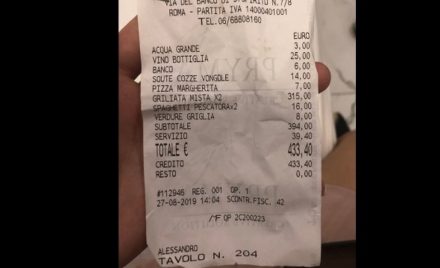 VIA DEL BANCO DI S.SPIRITO N.7/8
ROMA - PARTITA IVA 14000401001
TEL.06/68808160
EURO
ACQUA GRANDE 3,00
VINO BOTTIGLIA 25,00
BANCO 6,00
SOUTE COZZE VONGOLE 14,00
PIZZA MARGHERITA 7,00
GRILIATA MISTA X2 315,00
SPAGHETTI PESCATORAx2 16,00
VERDURE GRIGLIA 8,00
SUBTOTALE 394,00
SERVIZIO 39,40
TOTALE € 433,40
CREDITO 433,40
RESTO 0,00
#112946 REG. 001 OP. 1
27-08-2019 14:04 SCONTR.FISC. 42
/F QP 2C200223
ALESSANDRO
TAVOLO N. 204